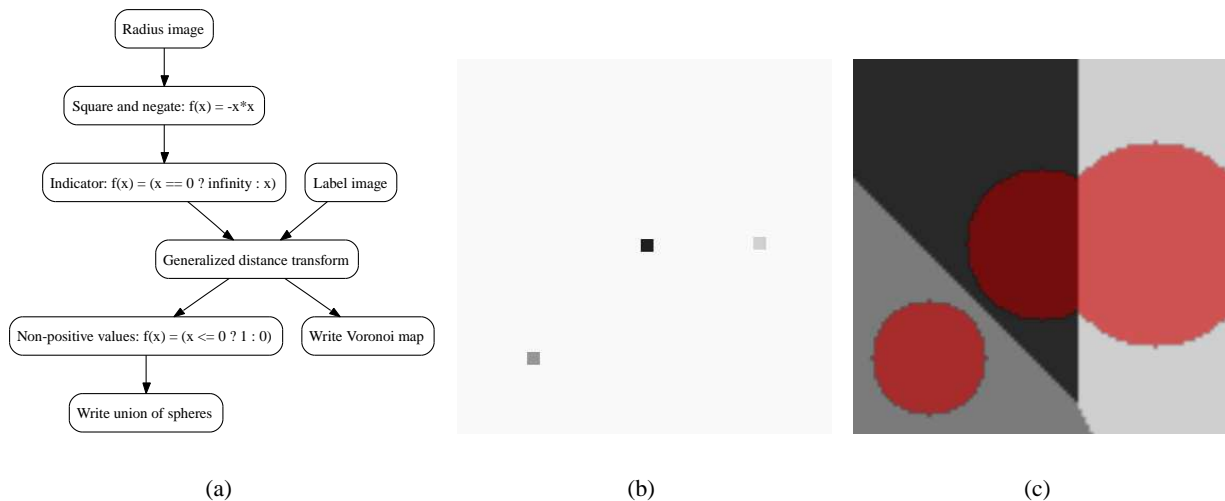 Radius image
Square and negate: f(x) = -x*x
Indicator: f(x) = (x == 0 ? infinity : x)
Label image
Generalized distance transform
Non-positive values: f(x) = (x <= 0 ? 1 : 0)
Write Voronoi map
Write union of spheres
(a)
(b)
(c)